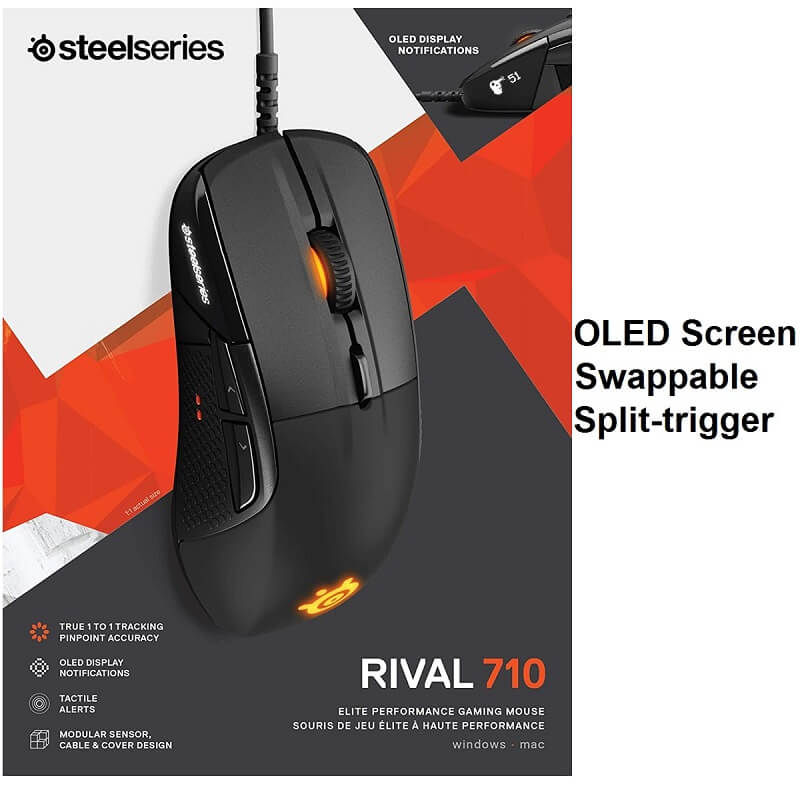 steelseries
OLED DISPLAY
NOTIFICATIONS
51
steelseries
1:1 actual size
OLED Screen
Swappable
Split-trigger
TRUE 1 TO 1 TRACKING
PINPOINT ACCURACY
OLED DISPLAY
NOTIFICATIONS
TACTILE
ALERTS
MODULAR SENSOR,
CABLE & COVER DESIGN
RIVAL 710
ELITE PERFORMANCE GAMING MOUSE
SOURIS DE JEU ÉLITE À HAUTE PERFORMANCE
windows · mac